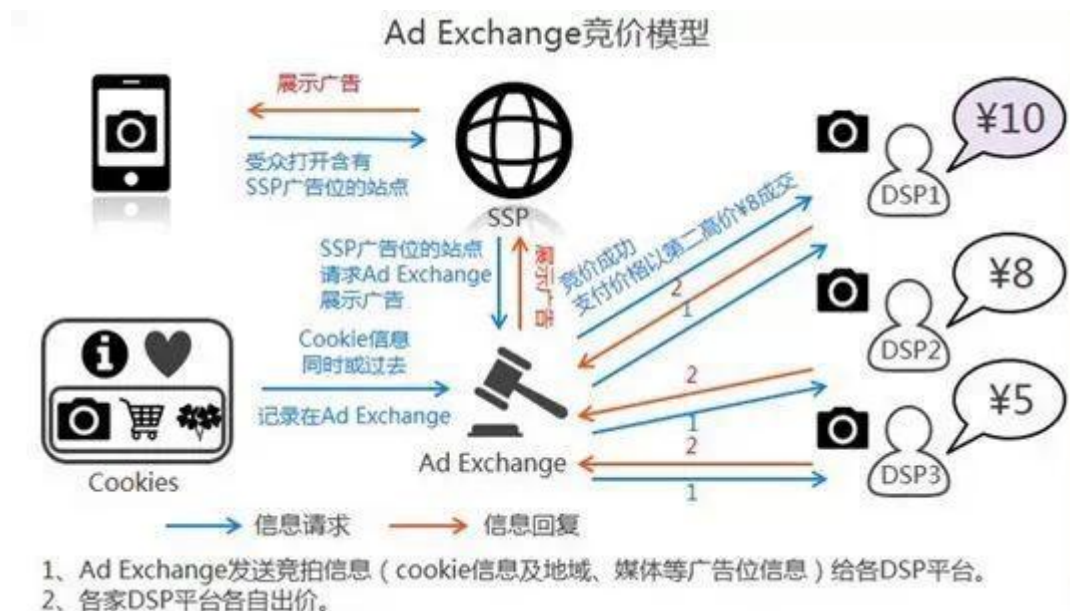 Ad Exchange竞价模型
展示广告
受众打开含有
SSP广告位的站点
SSP
¥10
DSP1
SSP广告位的站点
请求Ad Exchange
展示广告
展示广告
竞价成功
支付价格以第二高价¥8成交
2
1
¥8
DSP2
Cookie信息
同时或过去
记录在Ad Exchange
2
1
¥5
DSP3
2
1
Ad Exchange
Cookies
信息请求
信息回复
1、Ad Exchange发送竞拍信息（cookie信息及地域、媒体等广告位信息）给各DSP平台。
2、各家DSP平台各自出价。